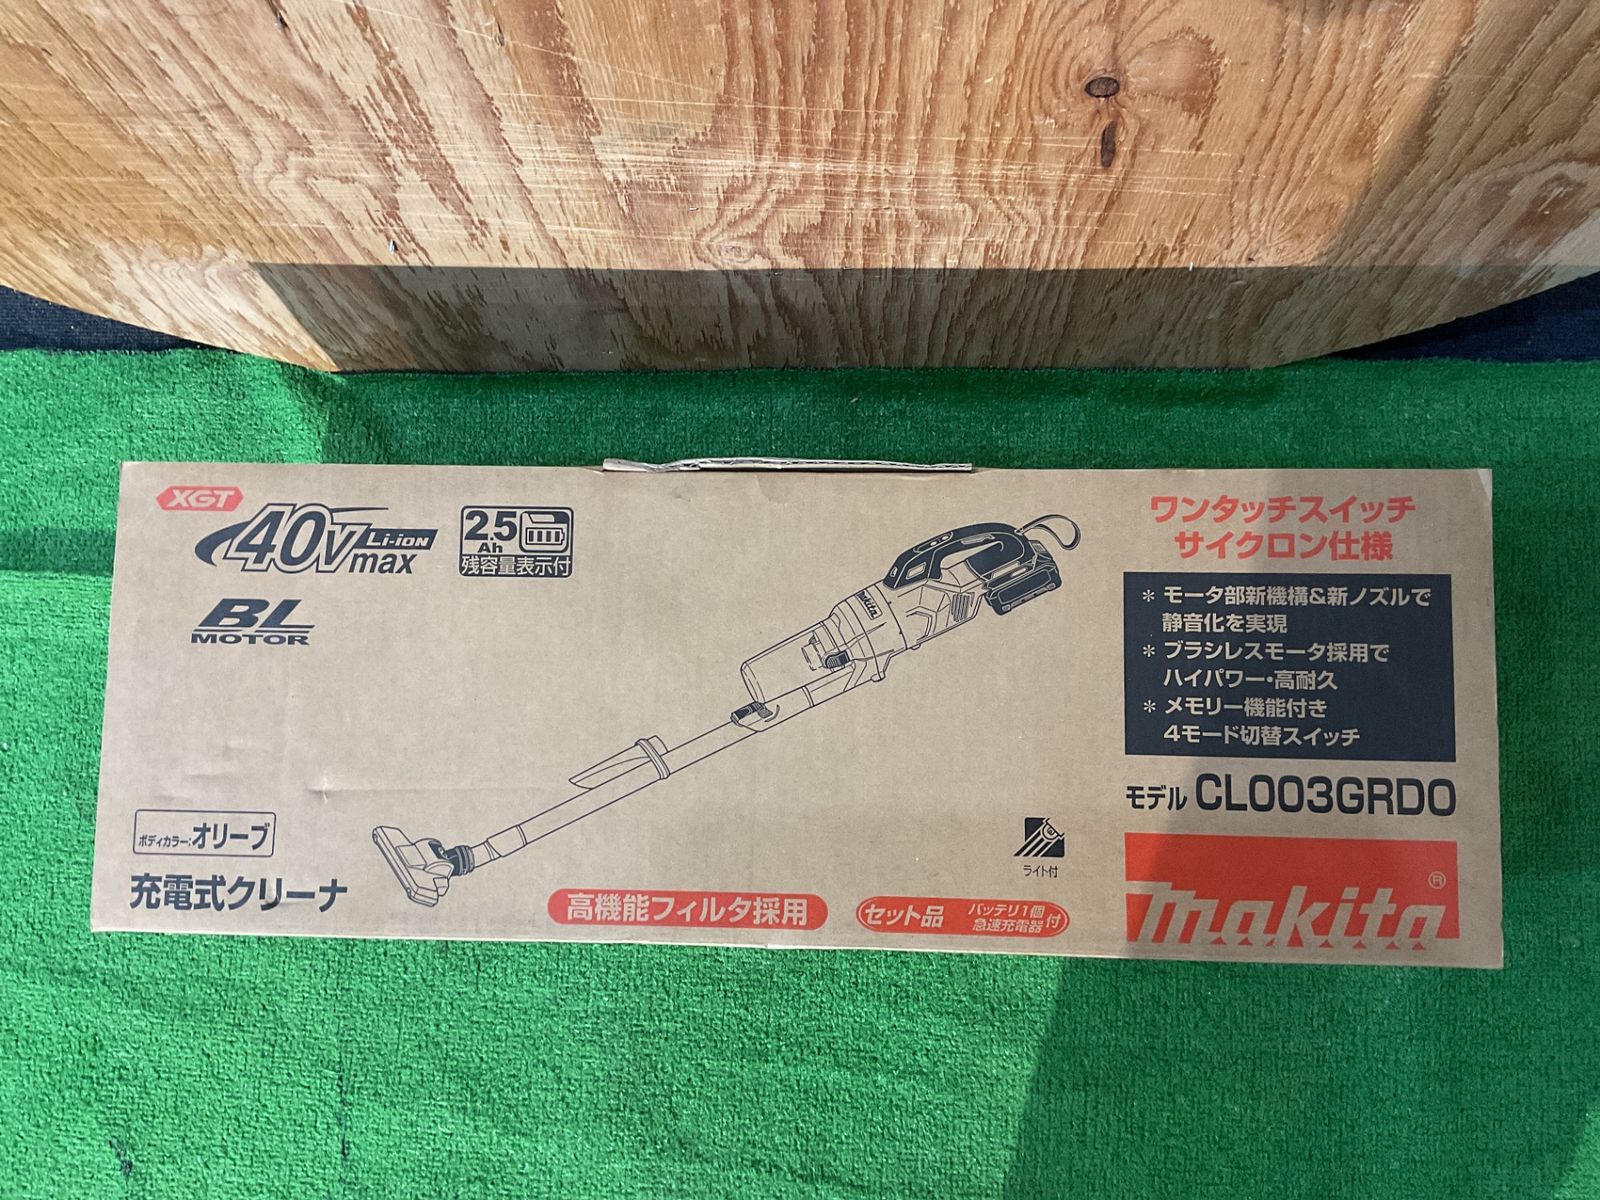 XGT
40Vmax Li-ion
2.5
Ah
残容量表示付
BL
MOTOR
makita
ワンタッチスイッチ
サイクロン仕様
* モータ部新機構&新ノズルで
静音化を実現
* ブラシレスモータ採用で
ハイパワー・高耐久
* メモリー機能付き
4モード切替スイッチ
モデル CL003GRDO
ボディカラー:オリーブ
充電式クリーナ
高機能フィルタ採用
セット品 バッテリ1個
急速充電器付
ライト付
makita®